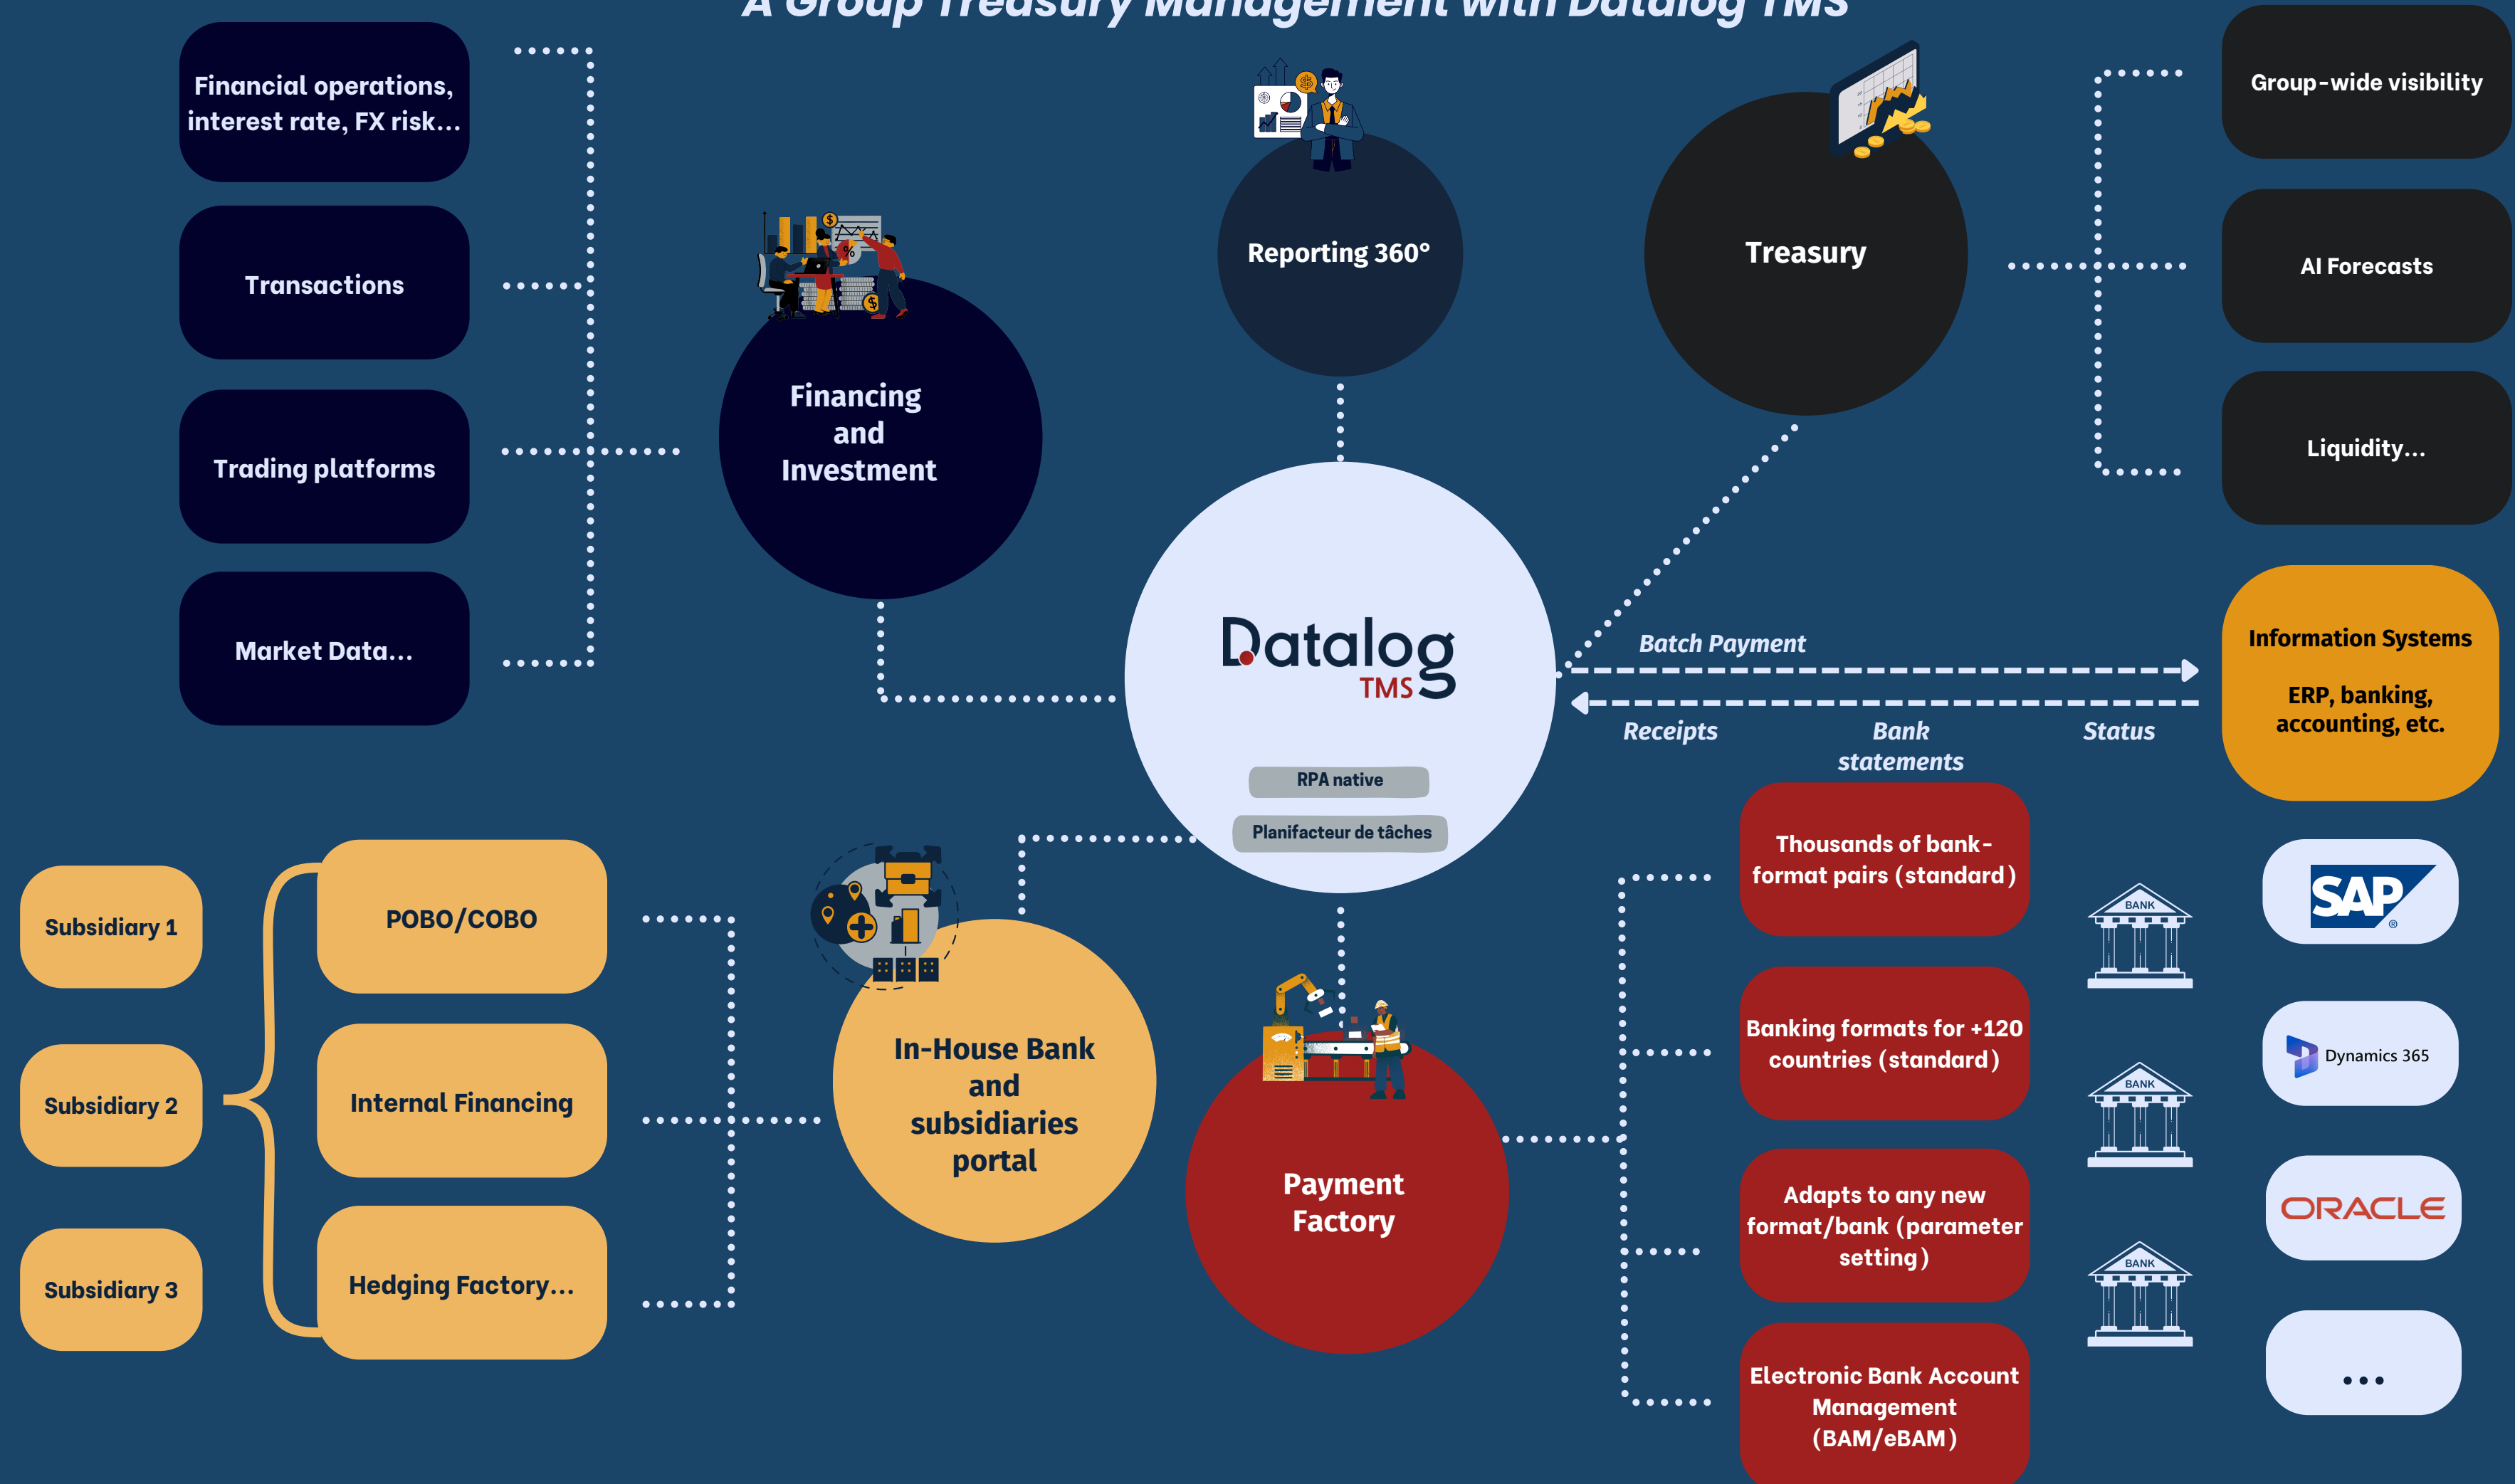 A Group Treasury Management with Datalog TMS
Financial operations,
interest rate, FX risk...
Transactions
Trading platforms
Market Data...
Financing
and
Investment
Reporting 360°
Treasury
Group-wide visibility
AI Forecasts
Liquidity...
Datalog
TMS
RPA native
Planifacteur de tâches
Batch Payment
Receipts
Bank
statements
Status
Information Systems
ERP, banking,
accounting, etc.
Subsidiary 1
Subsidiary 2
Subsidiary 3
POBO/COBO
Internal Financing
Hedging Factory...
In-House Bank
and
subsidiaries
portal
Payment
Factory
Thousands of bank-
format pairs (standard)
Banking formats for +120
countries (standard)
Adapts to any new
format/bank (parameter
setting)
Electronic Bank Account
Management
(BAM/eBAM)
BANK
BANK
BANK
SAP®
Dynamics 365
ORACLE
...